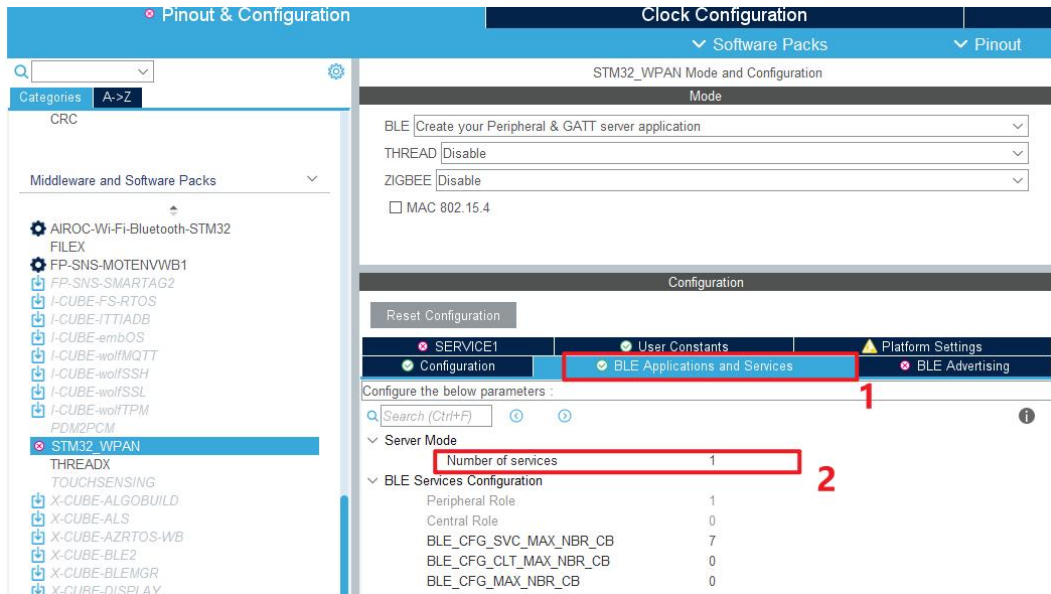 Pinout & Configuration
Clock Configuration
Software Packs
Pinout
Categories
A->Z
CRC
Middleware and Software Packs
AIROC-Wi-Fi-Bluetooth-STM32
FILEX
FP-SNS-MOTENVWB1
FP-SNS-SMARTAG2
I-CUBE-FS-RTOS
I-CUBE-ITTIADB
I-CUBE-embOS
I-CUBE-wolfMQTT
I-CUBE-wolfSSH
I-CUBE-wolfSSL
I-CUBE-wolfTPM
PDM2PCM
STM32_WPAN
THREADX
TOUCHSENSING
X-CUBE-ALGOBUILD
X-CUBE-ALS
X-CUBE-AZRTOS-WB
X-CUBE-BLE2
X-CUBE-BLEMGR
X-CUBE-DISPLAY
STM32_WPAN Mode and Configuration
Mode
BLE Create your Peripheral & GATT server application
THREAD Disable
ZIGBEE Disable
MAC 802.15.4
Configuration
Reset Configuration
SERVICE1
User Constants
Platform Settings
Configuration
BLE Applications and Services
BLE Advertising
1
Configure the below parameters :
Search (Ctrl+F)
Server Mode
Number of services 1
2
BLE Services Configuration
Peripheral Role 1
Central Role 0
BLE_CFG_SVC_MAX_NBR_CB 7
BLE_CFG_CLT_MAX_NBR_CB 0
BLE_CFG_MAX_NBR_CB 0